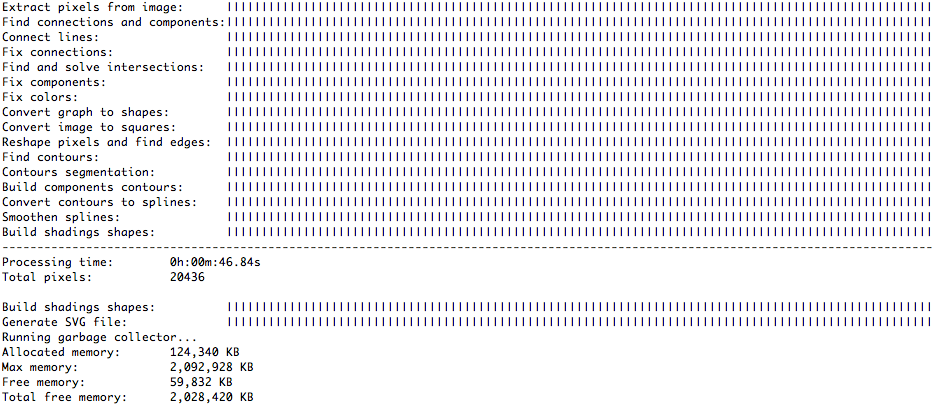 Extract pixels from image: ||||||||||||||||||||||||||||||||||||||||||||||||||||||||||||||||||||||||||||||||||||||||||||||||||||
Find connections and components: ||||||||||||||||||||||||||||||||||||||||||||||||||||||||||||||||||||||||||||||||||||||||||||||||||||
Connect lines: ||||||||||||||||||||||||||||||||||||||||||||||||||||||||||||||||||||||||||||||||||||||||||||||||||||
Fix connections: ||||||||||||||||||||||||||||||||||||||||||||||||||||||||||||||||||||||||||||||||||||||||||||||||||||
Find and solve intersections: ||||||||||||||||||||||||||||||||||||||||||||||||||||||||||||||||||||||||||||||||||||||||||||||||||||
Fix components: ||||||||||||||||||||||||||||||||||||||||||||||||||||||||||||||||||||||||||||||||||||||||||||||||||||
Fix colors: ||||||||||||||||||||||||||||||||||||||||||||||||||||||||||||||||||||||||||||||||||||||||||||||||||||
Convert graph to shapes: ||||||||||||||||||||||||||||||||||||||||||||||||||||||||||||||||||||||||||||||||||||||||||||||||||||
Convert image to squares: ||||||||||||||||||||||||||||||||||||||||||||||||||||||||||||||||||||||||||||||||||||||||||||||||||||
Reshape pixels and find edges: ||||||||||||||||||||||||||||||||||||||||||||||||||||||||||||||||||||||||||||||||||||||||||||||||||||
Find contours: ||||||||||||||||||||||||||||||||||||||||||||||||||||||||||||||||||||||||||||||||||||||||||||||||||||
Contours segmentation: ||||||||||||||||||||||||||||||||||||||||||||||||||||||||||||||||||||||||||||||||||||||||||||||||||||
Build components contours: ||||||||||||||||||||||||||||||||||||||||||||||||||||||||||||||||||||||||||||||||||||||||||||||||||||
Convert contours to splines: ||||||||||||||||||||||||||||||||||||||||||||||||||||||||||||||||||||||||||||||||||||||||||||||||||||
Smoothen splines: ||||||||||||||||||||||||||||||||||||||||||||||||||||||||||||||||||||||||||||||||||||||||||||||||||||
Build shadings shapes: ||||||||||||||||||||||||||||||||||||||||||||||||||||||||||||||||||||||||||||||||||||||||||||||||||||
-------------------------------------------------------------------------------------------------------------------------------------
Processing time: 0h:00m:46.84s
Total pixels: 20436
Build shadings shapes: ||||||||||||||||||||||||||||||||||||||||||||||||||||||||||||||||||||||||||||||||||||||||||||||||||||
Generate SVG file: ||||||||||||||||||||||||||||||||||||||||||||||||||||||||||||||||||||||||||||||||||||||||||||||||||||
Running garbage collector...
Allocated memory: 124,340 KB
Max memory: 2,092,928 KB
Free memory: 59,832 KB
Total free memory: 2,028,420 KB